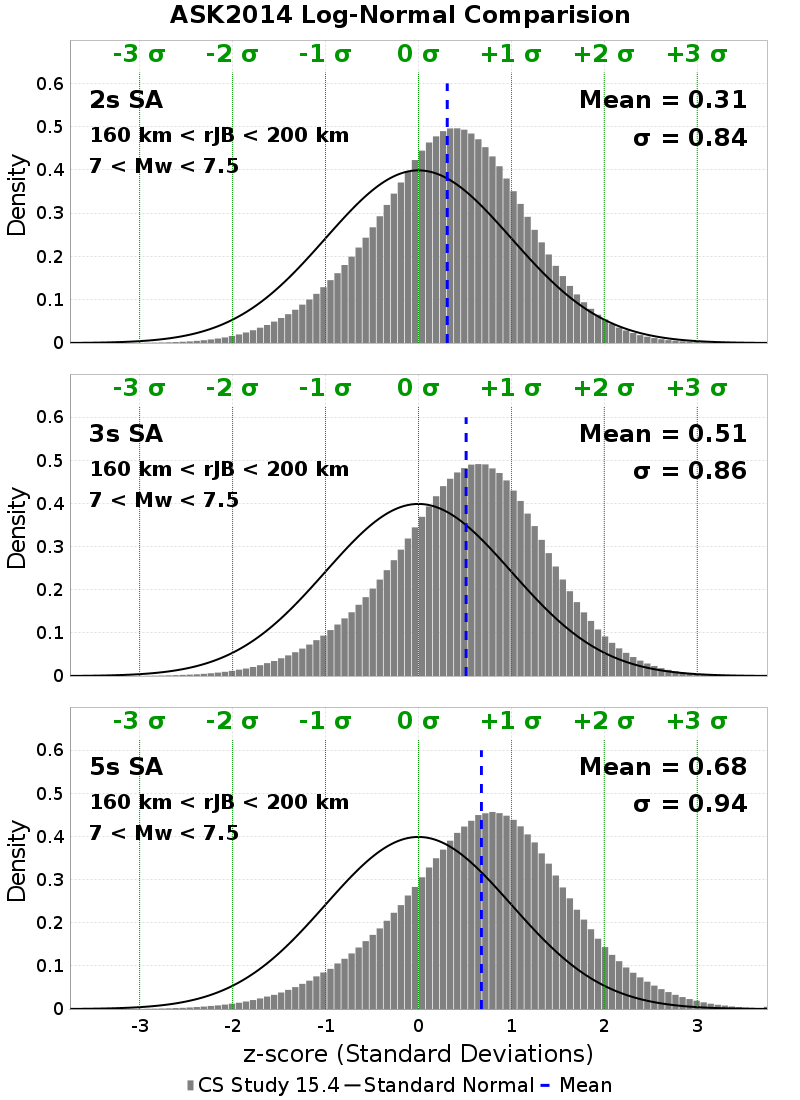 ASK2014 Log-Normal Comparision
-3 σ -2 σ -1 σ 0 σ +1 σ +2 σ +3 σ
2s SA
160 km < rJB < 200 km
7 < Mw < 7.5
Mean = 0.31
σ = 0.84
Density
0.6
0.5
0.4
0.3
0.2
0.1
0
-3 σ -2 σ -1 σ 0 σ +1 σ +2 σ +3 σ
3s SA
160 km < rJB < 200 km
7 < Mw < 7.5
Mean = 0.51
σ = 0.86
Density
0.6
0.5
0.4
0.3
0.2
0.1
0
-3 σ -2 σ -1 σ 0 σ +1 σ +2 σ +3 σ
5s SA
160 km < rJB < 200 km
7 < Mw < 7.5
Mean = 0.68
σ = 0.94
Density
0.6
0.5
0.4
0.3
0.2
0.1
0
-3 -2 -1 0 1 2 3
z-score (Standard Deviations)
CS Study 15.4 Standard Normal Mean